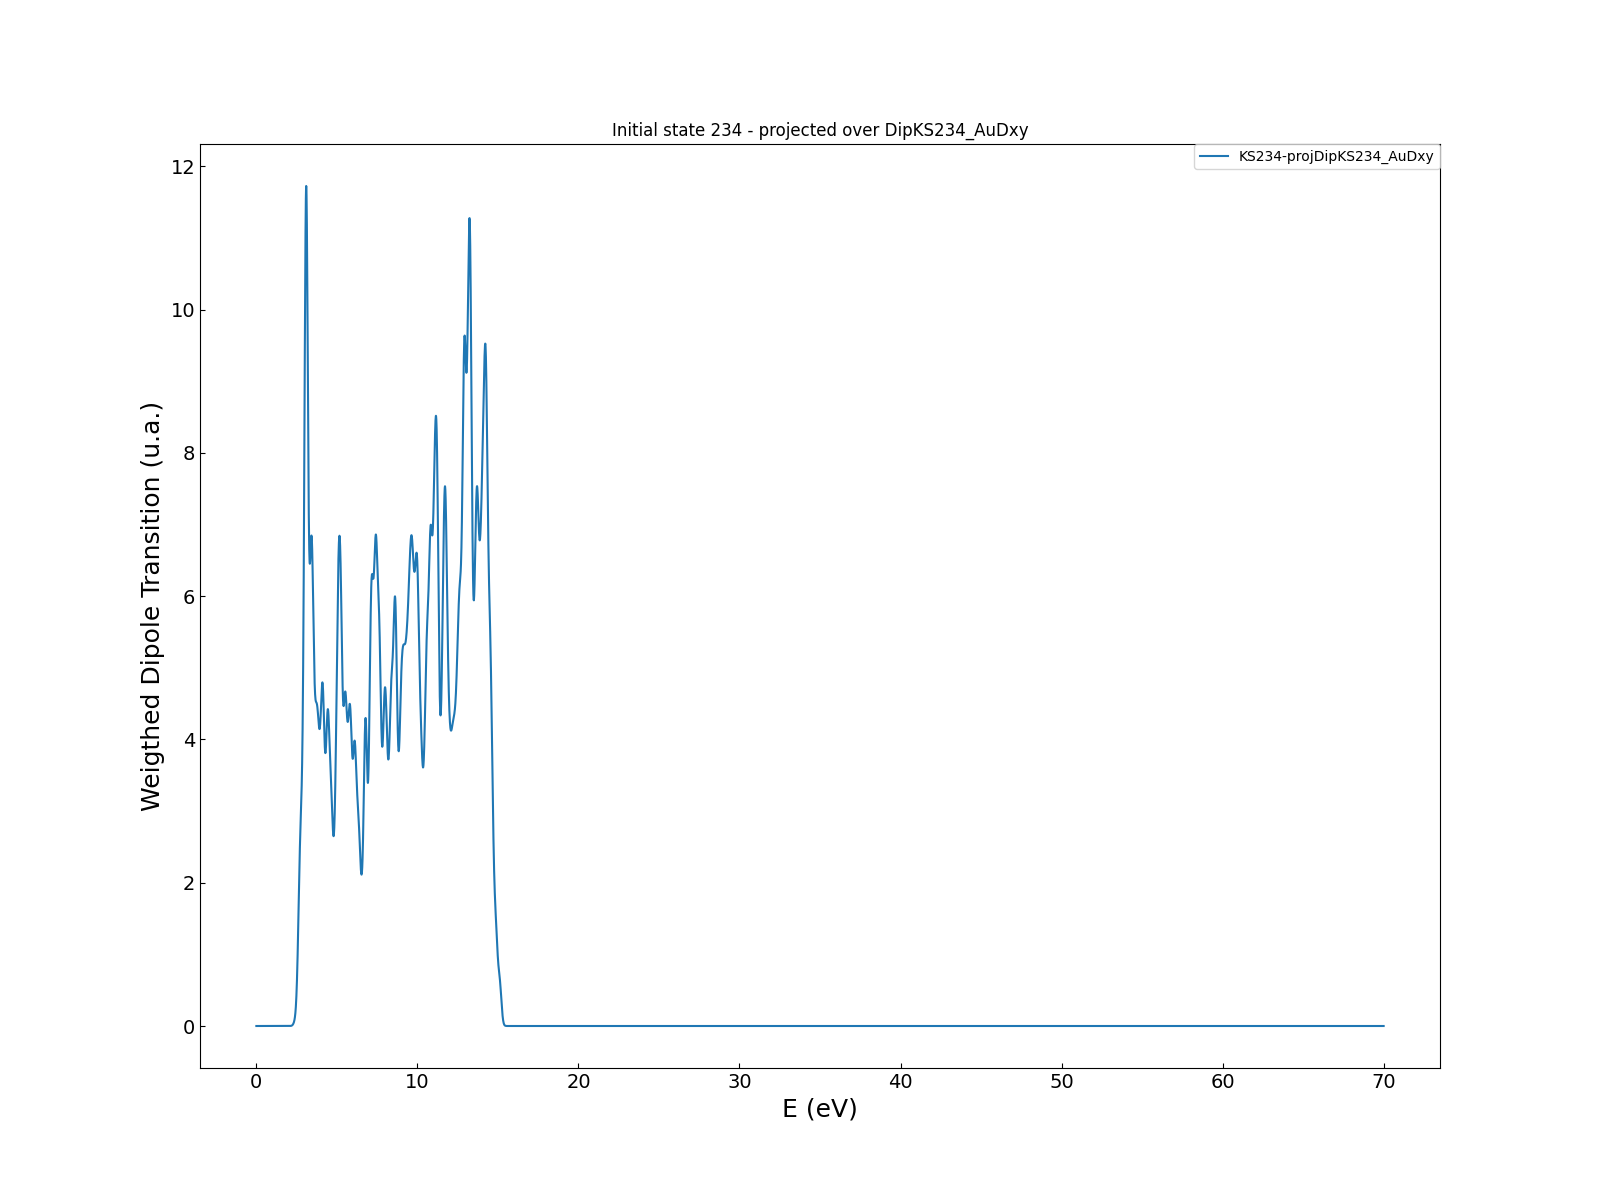 Initial state 234 - projected over DipKS234_AuDxy
KS234-projDipKS234_AuDxy
12
10
8
6
4
2
0
Weigthed Dipole Transition (u.a.)
0 10 20 30 40 50 60 70
E (eV)